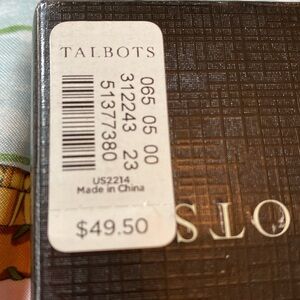 TALBOTS
065 05 00
312243 23
51377380
US2214
Made in China
$49.50
OTS